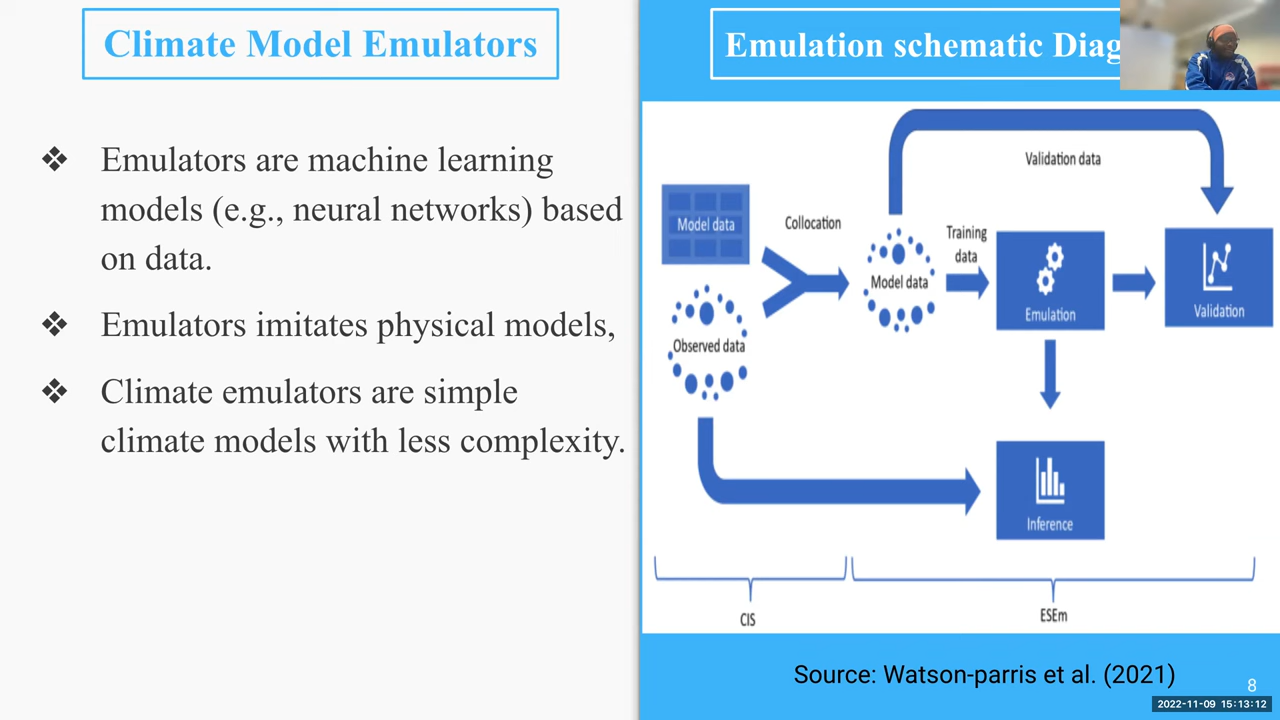 Climate Model Emulators
❖ Emulators are machine learning
models (e.g., neural networks) based
on data.
❖ Emulators imitates physical models,
❖ Climate emulators are simple
climate models with less complexity.
Emulation schematic Diag
Validation data
Model data
Collocation
Training
data
Model data
Emulation
Validation
Observed data
Inference
CIS
ESEm
Source: Watson-parris et al. (2021)
8
2022-11-09 15:13:12